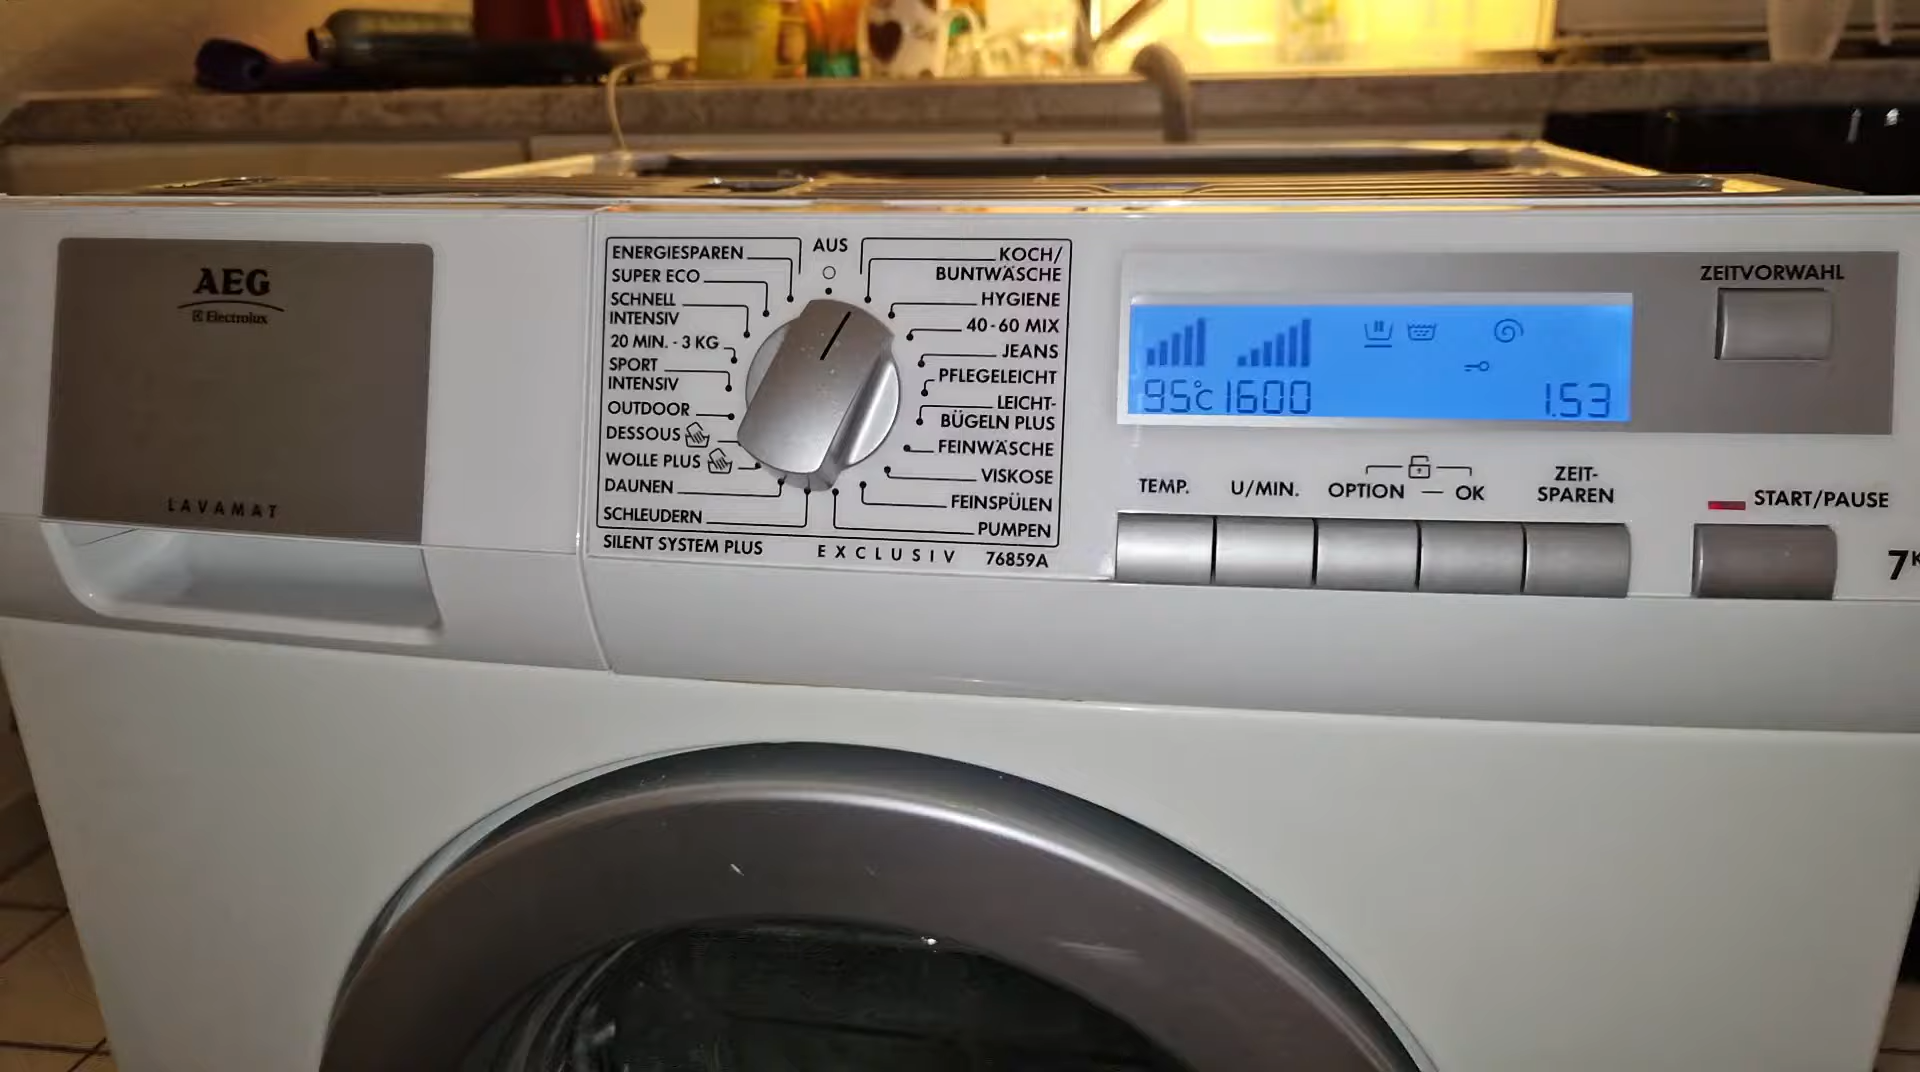 AEG
Electrolux
LAVAMAT
AUS
ENERGIESPAREN
SUPER ECO
SCHNELL
INTENSIV
20 MIN. - 3 KG
SPORT
INTENSIV
OUTDOOR
DESSOUS
WOLLE PLUS
DAUNEN
SCHLEUDERN
KOCH/
BUNTWÄSCHE
HYGIENE
40-60 MIX
JEANS
PFLEGELEICHT
LEICHT-
BÜGELN PLUS
FEINWÄSCHE
VISKOSE
FEINSPÜLEN
PUMPEN
SILENT SYSTEM PLUS
EXCLUSIV 76859A
95°C 1600 1.53
ZEITVORWAHL
TEMP.
U/MIN.
OPTION — OK
ZEIT-
SPAREN
START/PAUSE
7K